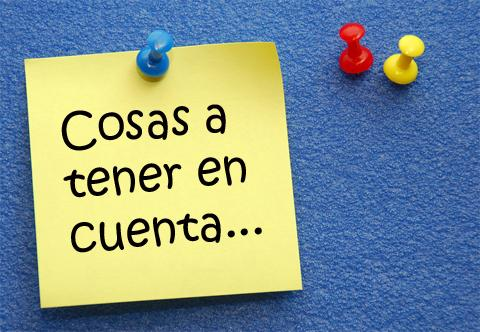 Cosas a
tener en
cuenta...